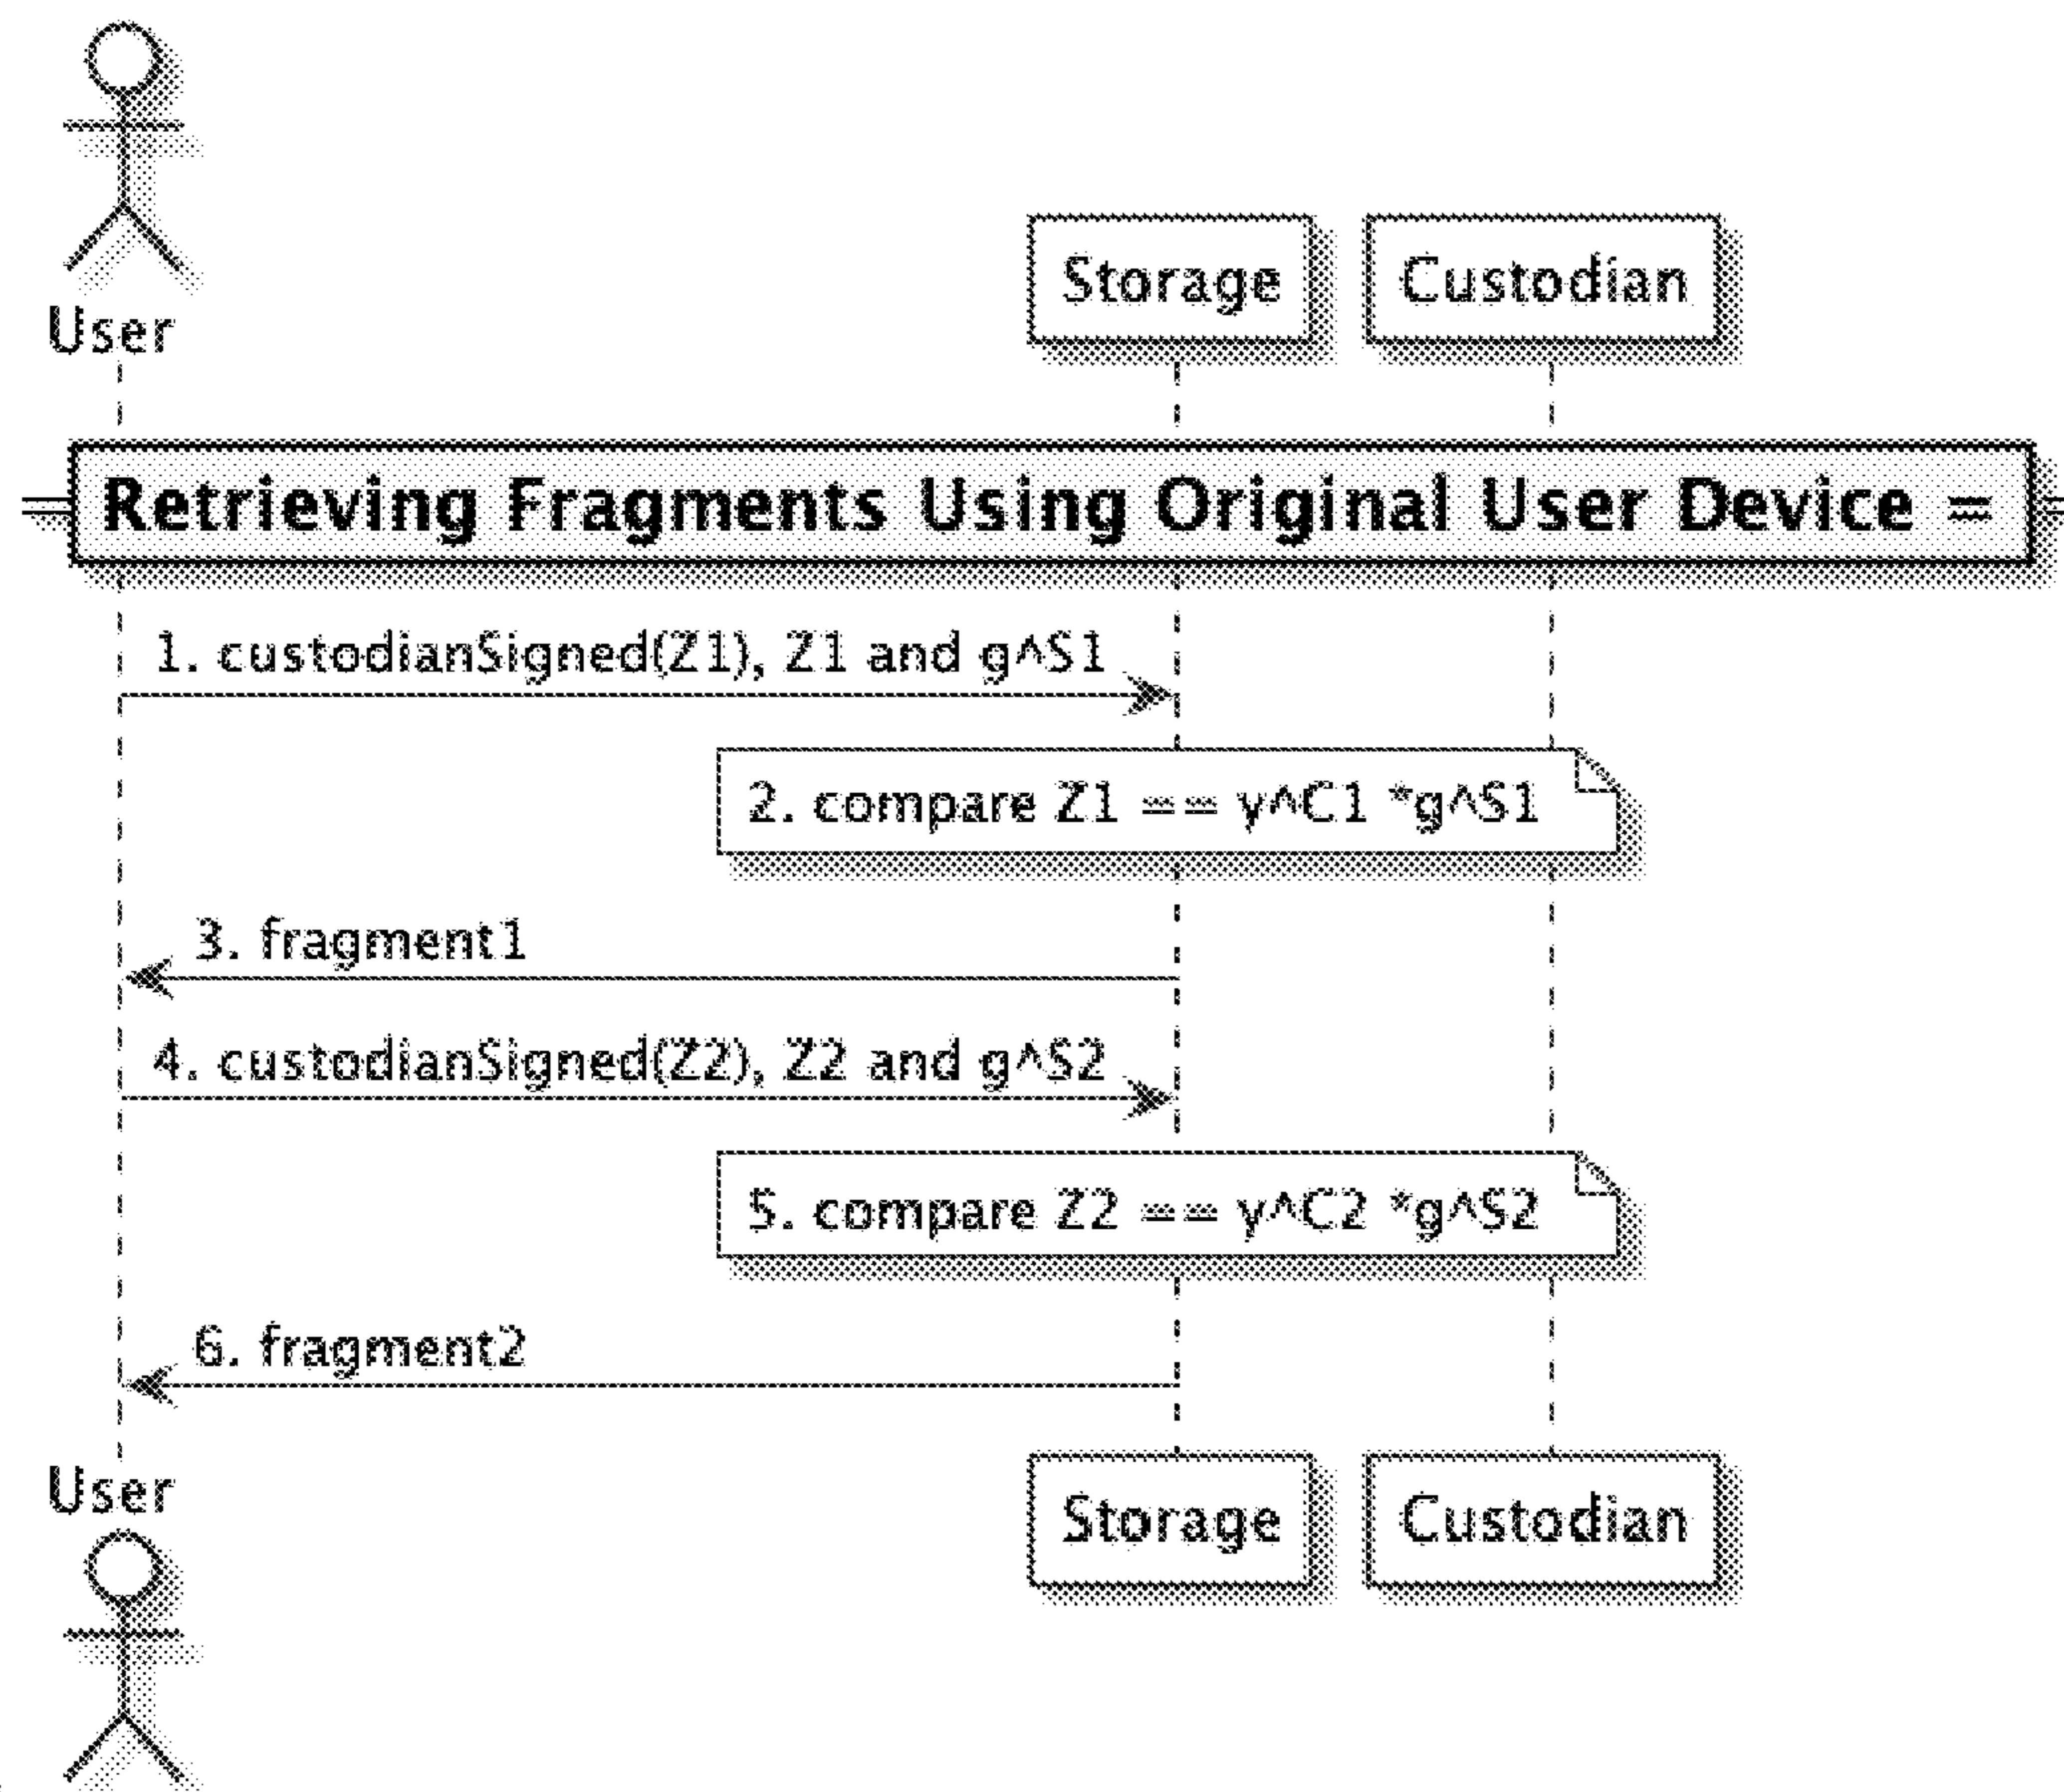 User
Storage
Custodian
Retrieving Fragments Using Original User Device =
1. custodianSigned(Z1), Z1 and g^S1
2. compare Z1 == y^C1 *g^S1
3. fragment1
4. custodianSigned(Z2), Z2 and g^S2
5. compare Z2 == y^C2 *g^S2
6. fragment2
User
Storage
Custodian